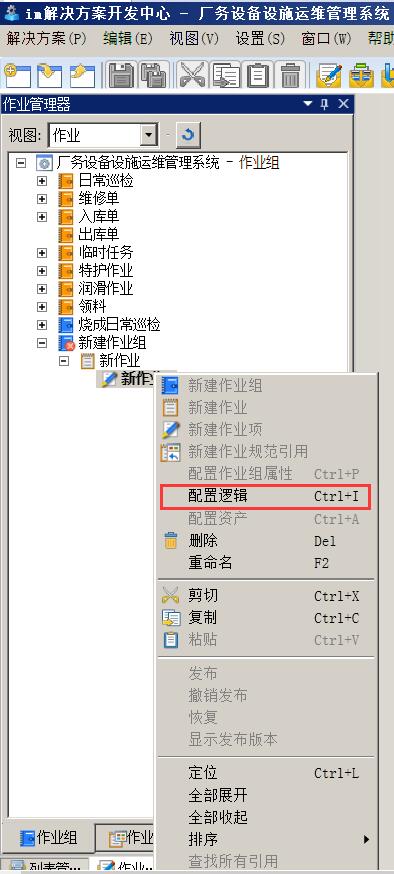 im解决方案开发中心 - 厂务设备设施运维管理系统
解决方案(P) 编辑(E) 视图(V) 设置(S) 窗口(W) 帮助
作业管理器
视图: 作业
厂务设备设施运维管理系统 - 作业组
日常巡检
维修单
入库单
出库单
临时任务
特护作业
润滑作业
领料
烧成日常巡检
新建作业组
新作业
新作业
新建作业组
新建作业
新建作业项
新建作业规范引用
配置作业组属性 Ctrl+P
配置逻辑 Ctrl+I
配置资产 Ctrl+A
删除 Del
重命名 F2
剪切 Ctrl+X
复制 Ctrl+C
粘贴 Ctrl+V
发布
撤销发布
恢复
显示发布版本
定位 Ctrl+L
全部展开
全部收起
排序
查找所有引用
作业组 作业
列表管... 作业...